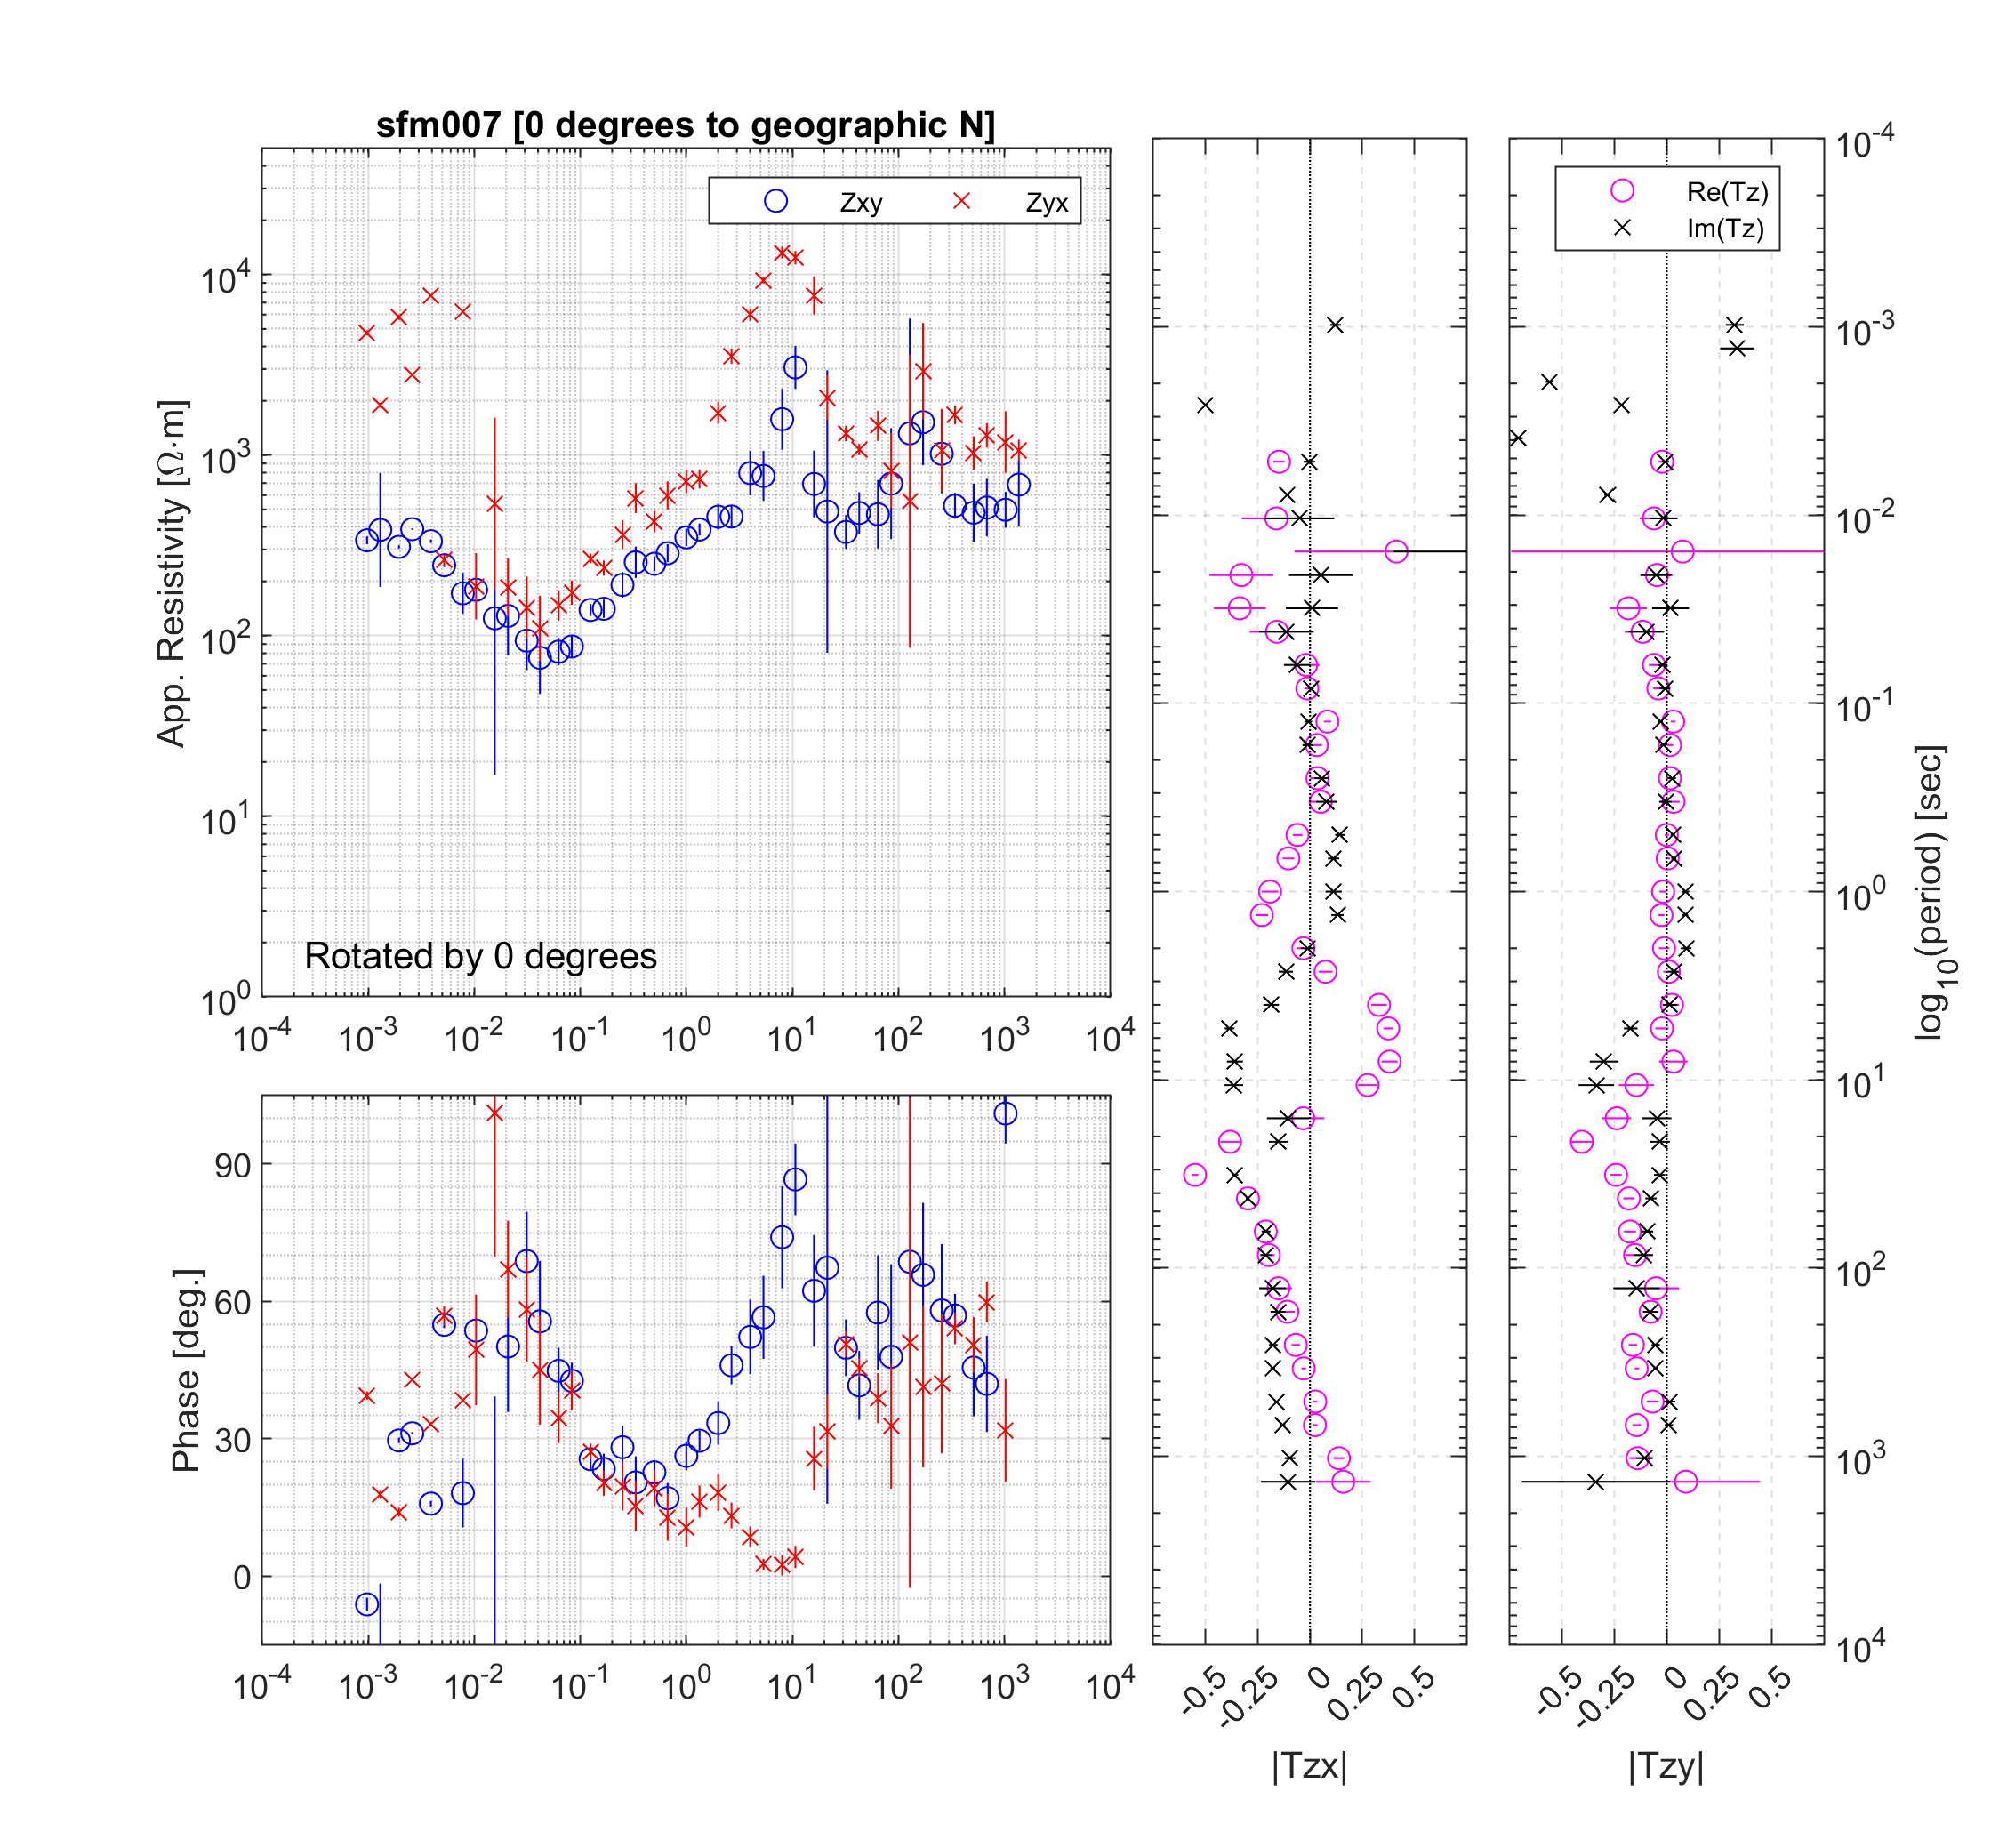 sfm007 [0 degrees to geographic N]
Zxy Zyx
App. Resistivity [Ω·m]
10^4
10^3
10^2
10^1
10^0
Rotated by 0 degrees
10^-4 10^-3 10^-2 10^-1 10^0 10^1 10^2 10^3 10^4
Phase [deg.]
90
60
30
0
10^-4 10^-3 10^-2 10^-1 10^0 10^1 10^2 10^3 10^4
-0.5 -0.25 0 0.25 0.5
|Tzx|
Re(Tz)
Im(Tz)
-0.5 -0.25 0 0.25 0.5
|Tzy|
10^-4
10^-3
10^-2
10^-1
10^0
10^1
10^2
10^3
10^4
log10(period) [sec]